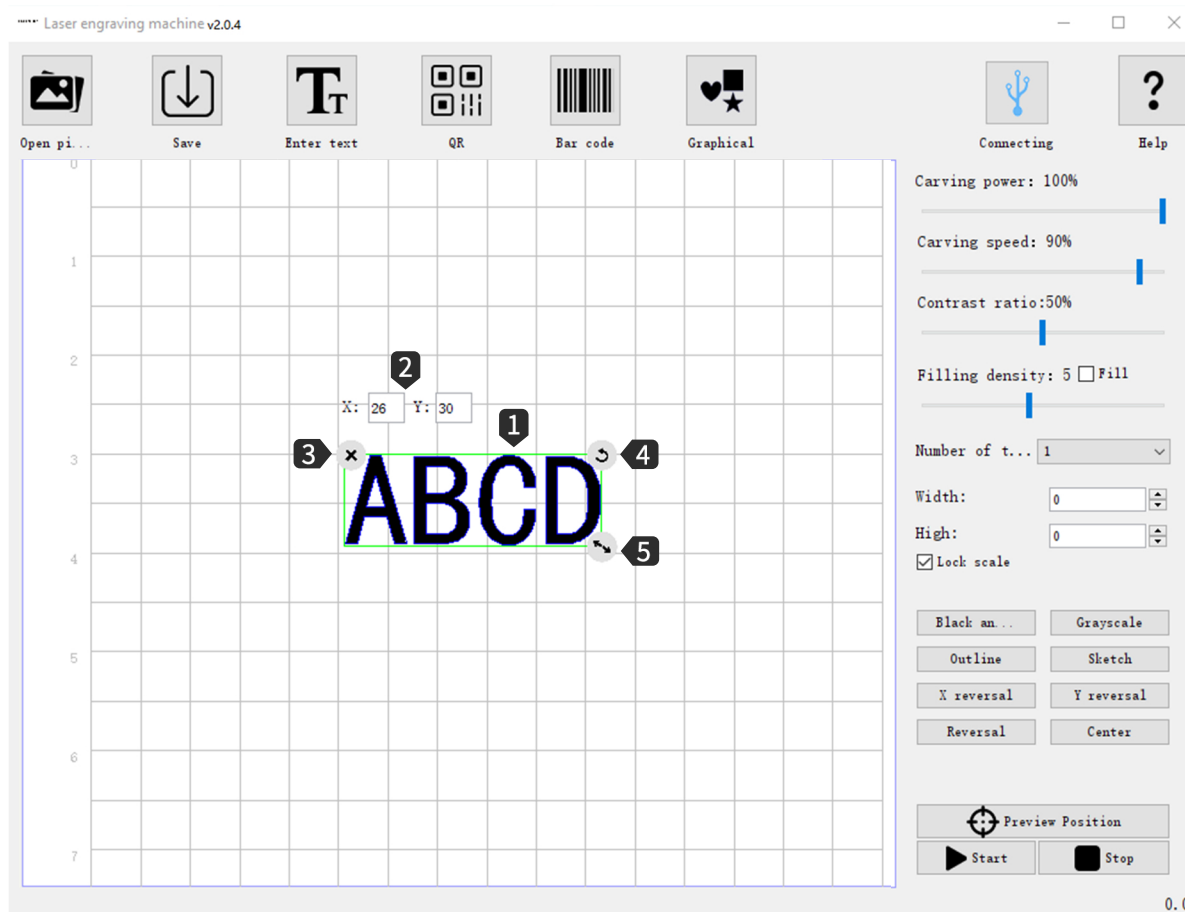 Laser engraving machine v2.0.4
Open pi... Save Enter text QR Bar code Graphical Connecting Help
0
1
2
3
4
5
6
7
2
X: 26 Y: 30
1
3
4
ABCD
5
Carving power: 100%
Carving speed: 90%
Contrast ratio:50%
Filling density: 5 Fill
Number of t... 1
Width: 0
High: 0
Lock scale
Black an... Grayscale
Outline Sketch
X reversal Y reversal
Reversal Center
Preview Position
Start Stop